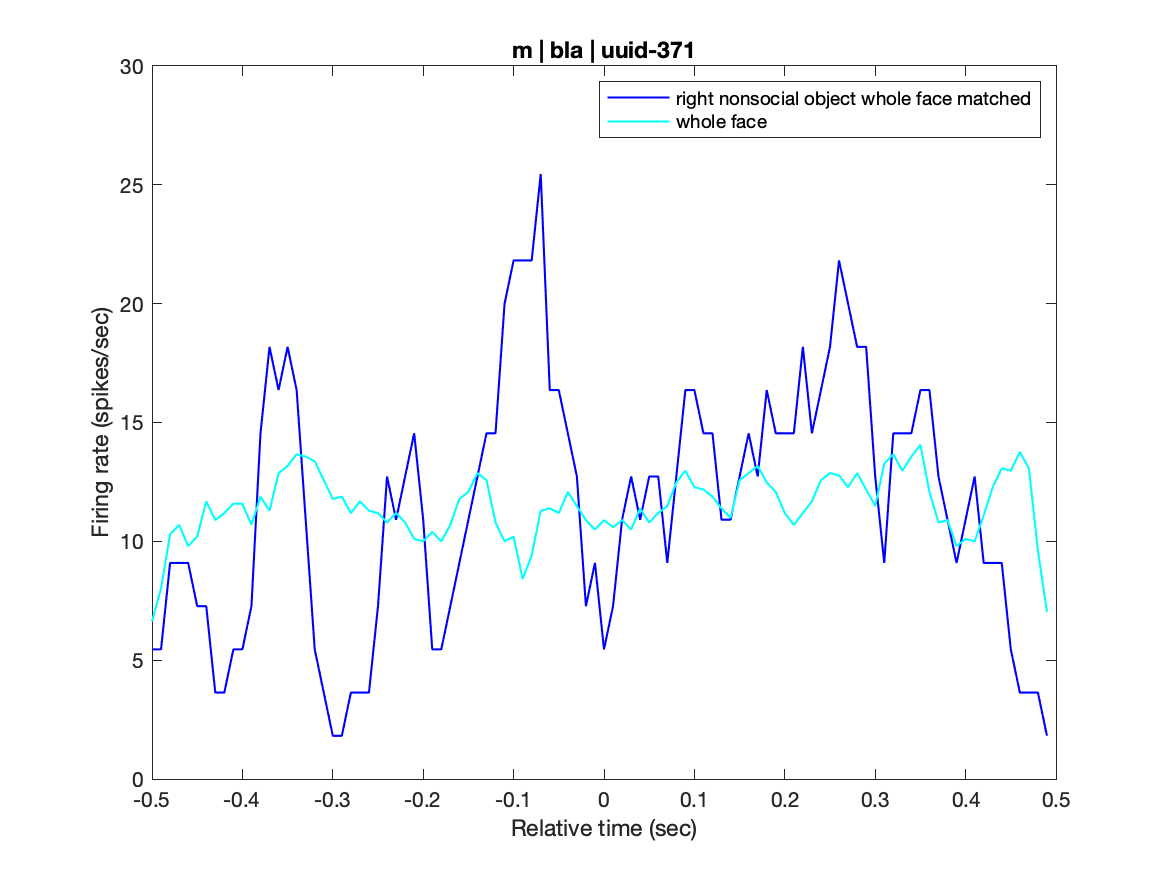 m | bla | uuid-371
right nonsocial object whole face matched
whole face
Firing rate (spikes/sec)
30
25
20
15
10
5
0
-0.5 -0.4 -0.3 -0.2 -0.1 0 0.1 0.2 0.3 0.4 0.5
Relative time (sec)